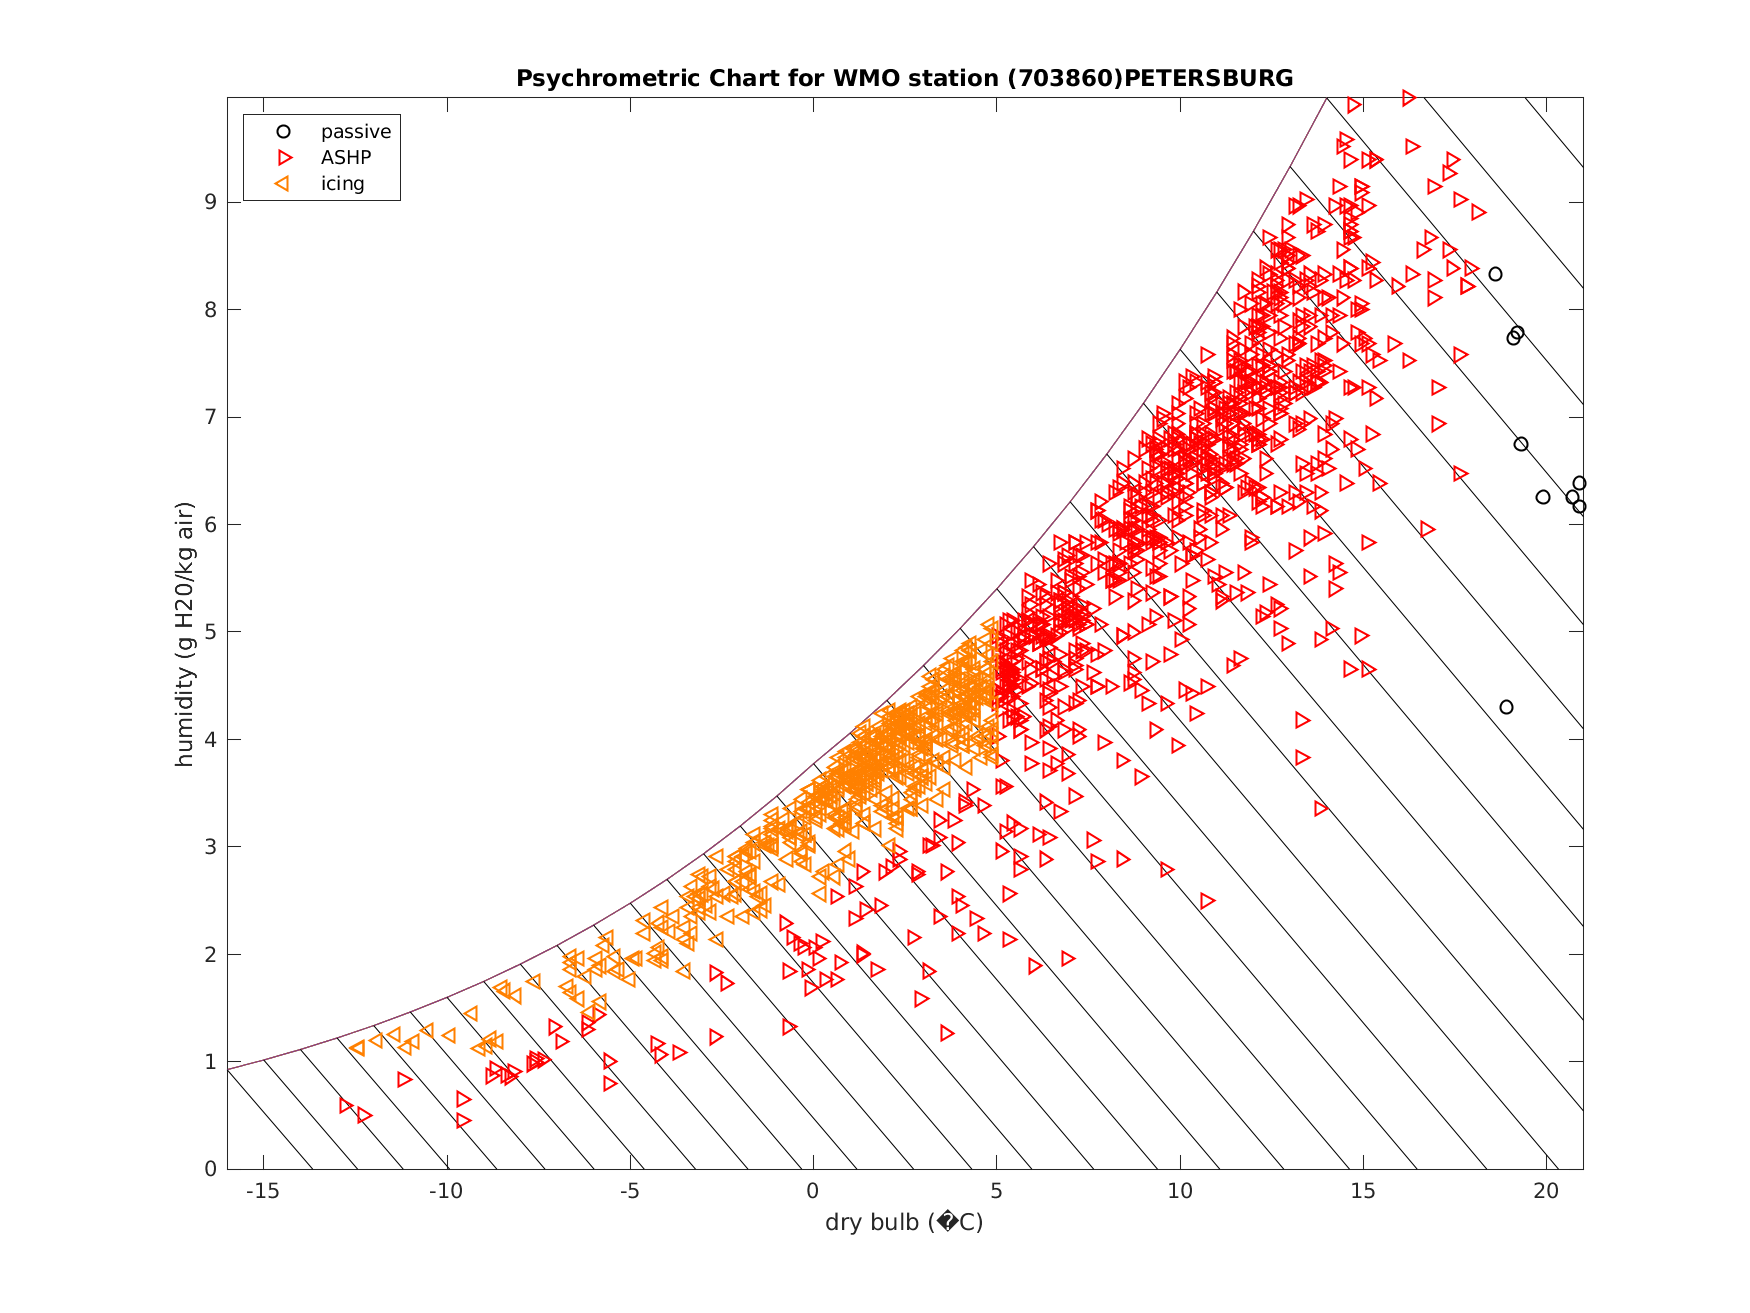 Psychrometric Chart for WMO station (703860)PETERSBURG
passive
ASHP
icing
9
8
7
6
5
4
3
2
1
0
humidity (g H20/kg air)
-15 -10 -5 0 5 10 15 20
dry bulb (�C)